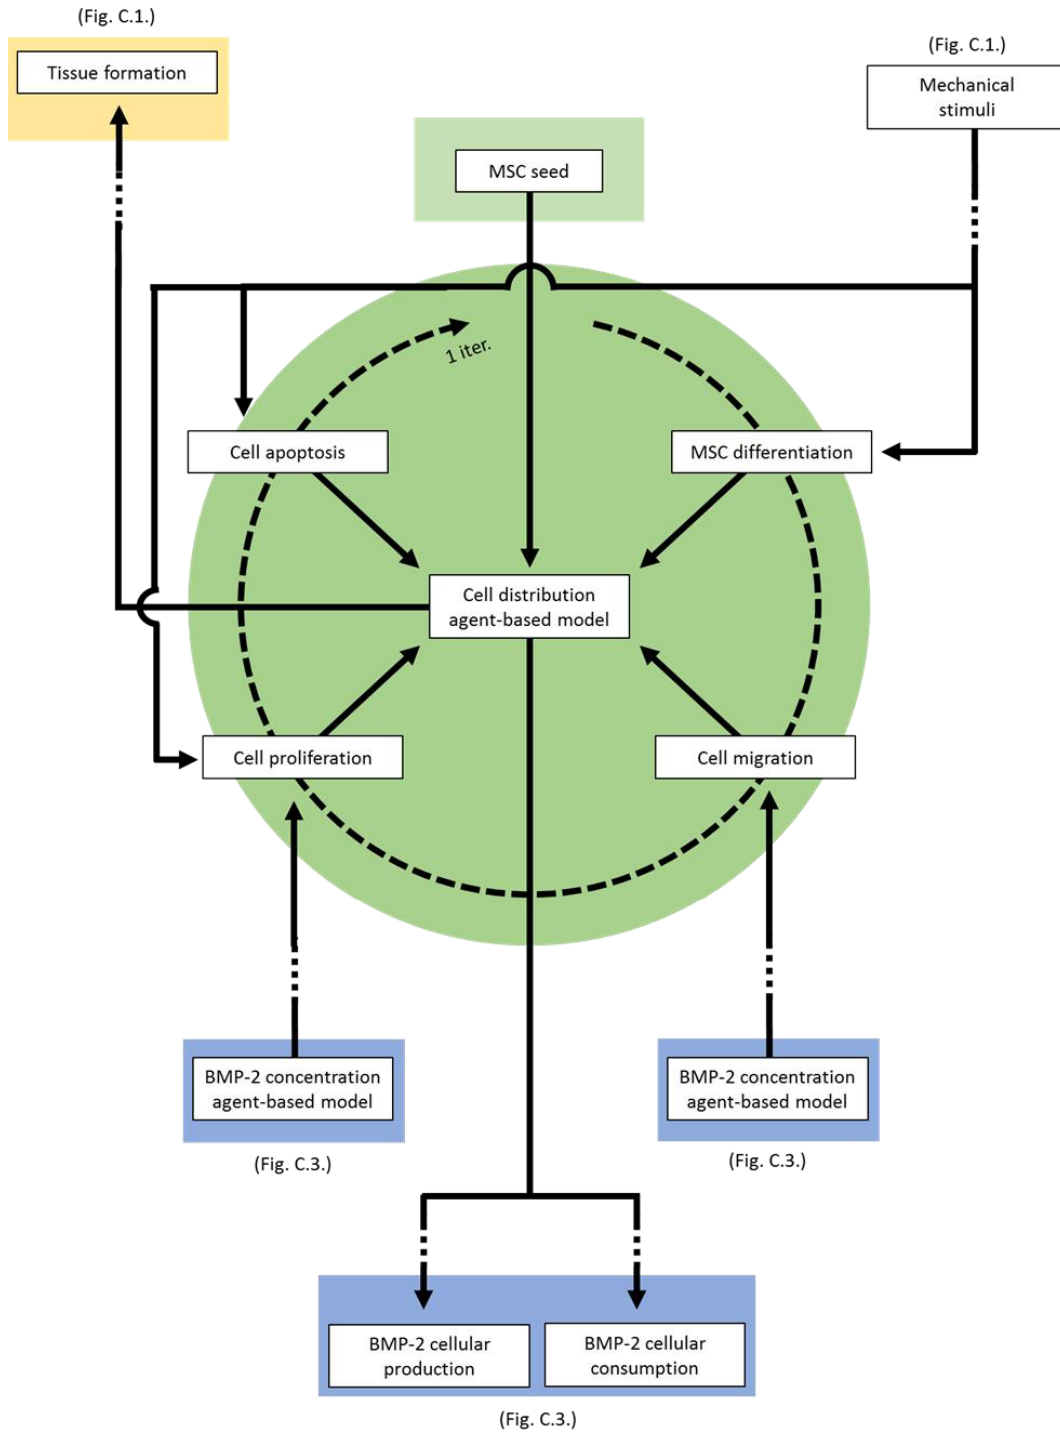 (Fig. C.1.)
Tissue formation
(Fig. C.1.)
Mechanical
stimuli
MSC seed
1 iter.
Cell apoptosis
MSC differentiation
Cell distribution
agent-based model
Cell proliferation
Cell migration
BMP-2 concentration
agent-based model
(Fig. C.3.)
BMP-2 concentration
agent-based model
(Fig. C.3.)
BMP-2 cellular
production
BMP-2 cellular
consumption
(Fig. C.3.)